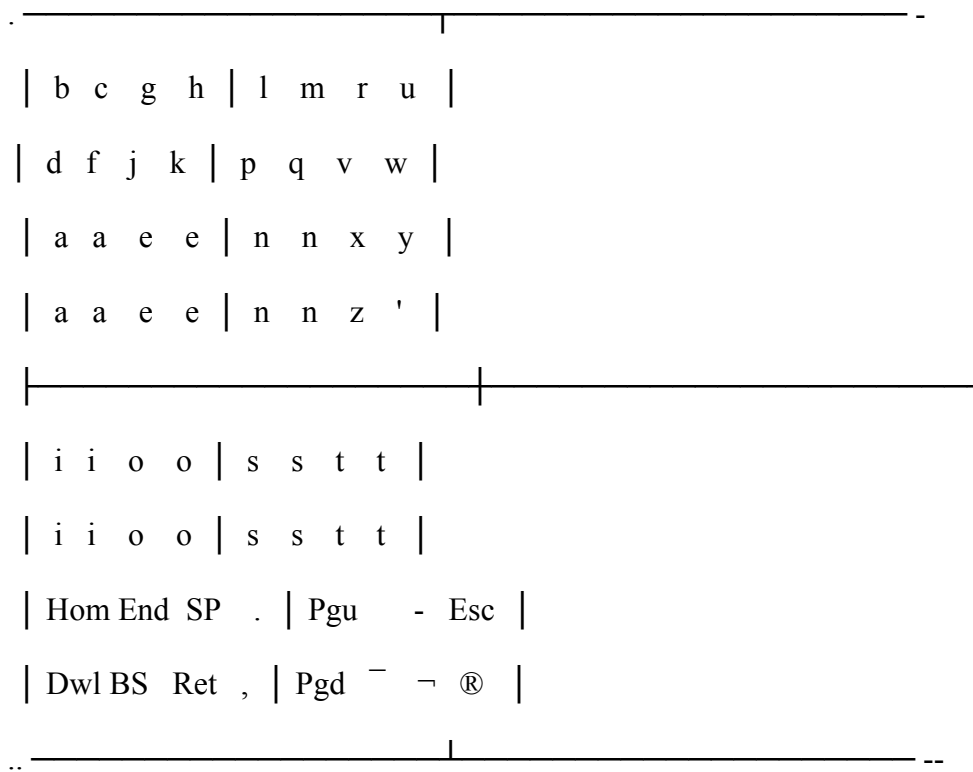 . ─────────────┬────────────── -
│ b c g h │ l m r u │
│ d f j k │ p q v w │
│ a a e e │ n n x y │
│ a a e e │ n n z ' │
├──────────────┼───────────────
│ i i o o │ s s t t │
│ i i o o │ s s t t │
│ Hom End SP . │ Pgu - Esc │
│ Dwl BS Ret , │ Pgd ¯ ¬ ® │
.. ─────────────┴────────────── --